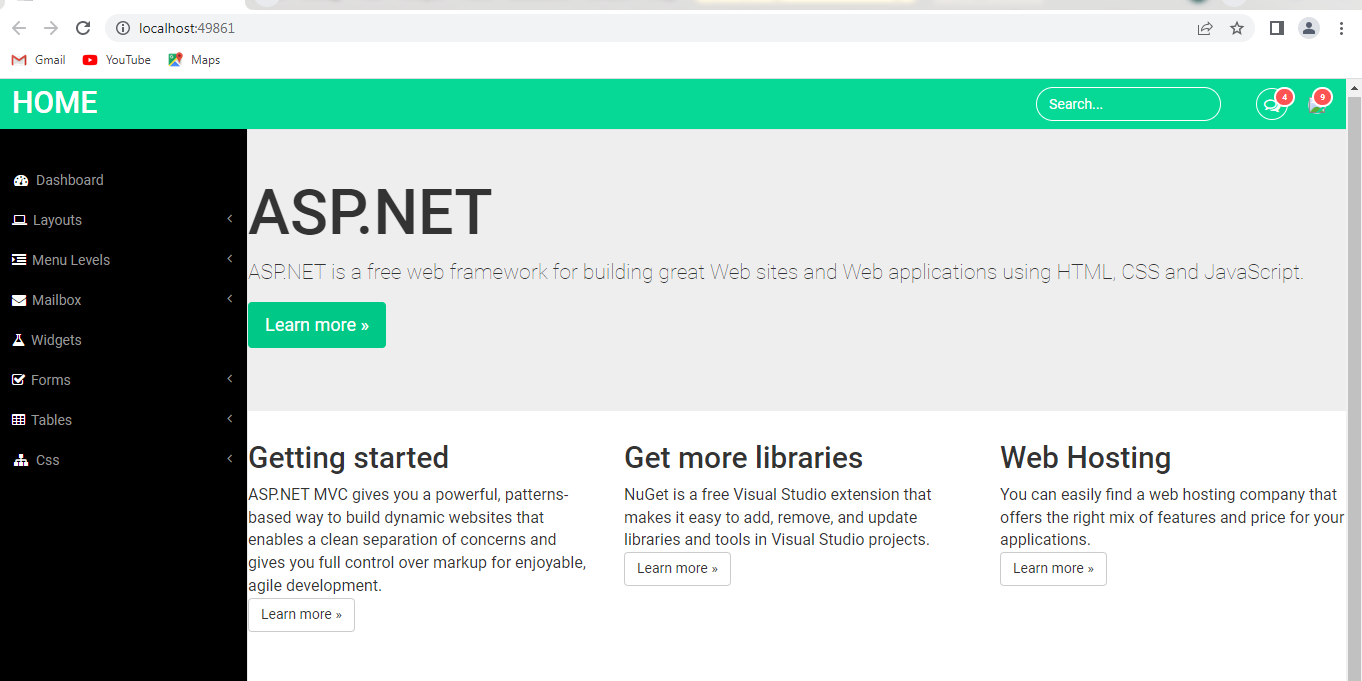 localhost:49861
Gmail YouTube Maps
HOME
Search...
4
9
Dashboard
Layouts
Menu Levels
Mailbox
Widgets
Forms
Tables
Css
ASP.NET
ASP.NET is a free web framework for building great Web sites and Web applications using HTML, CSS and JavaScript.
Learn more »
Getting started
ASP.NET MVC gives you a powerful, patterns-
based way to build dynamic websites that
enables a clean separation of concerns and
gives you full control over markup for enjoyable,
agile development.
Learn more »
Get more libraries
NuGet is a free Visual Studio extension that
makes it easy to add, remove, and update
libraries and tools in Visual Studio projects.
Learn more »
Web Hosting
You can easily find a web hosting company that
offers the right mix of features and price for your
applications.
Learn more »